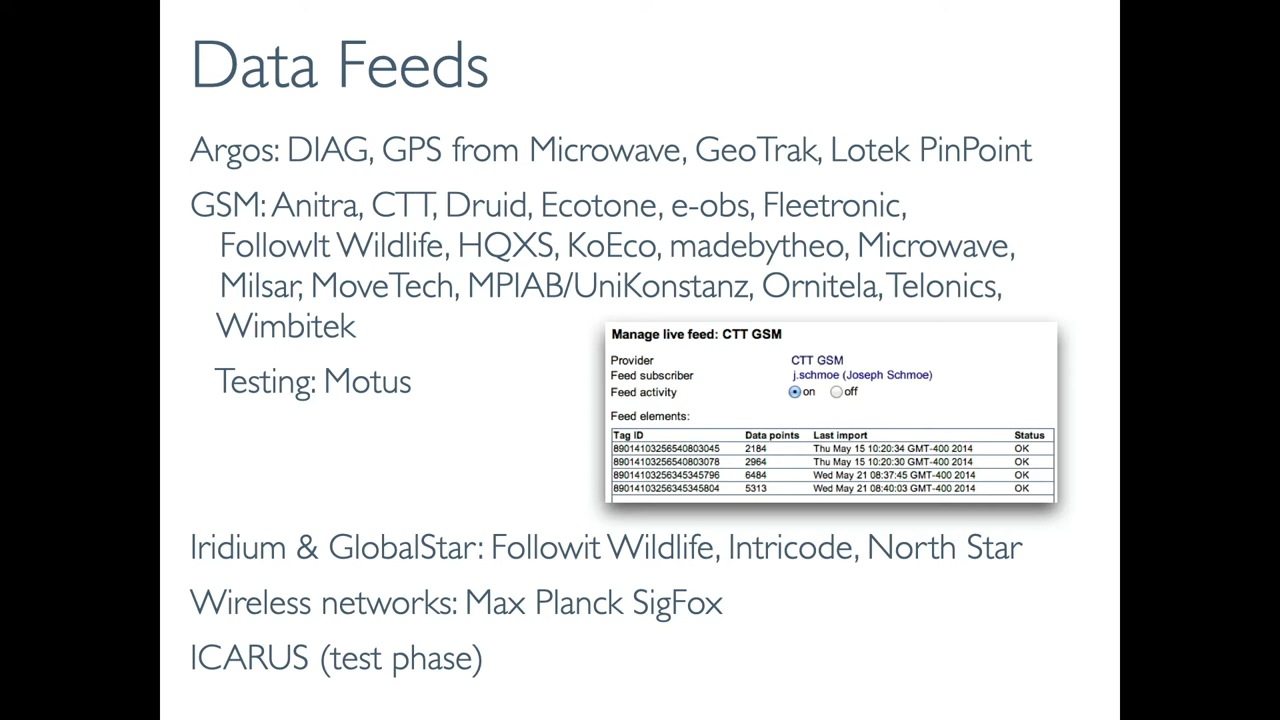 Data Feeds
Argos: DIAG, GPS from Microwave, GeoTrak, Lotek PinPoint
GSM: Anitra, CTT, Druid, Ecotone, e-obs, Fleetronic,
FollowIt Wildlife, HQXS, KoEco, madebytheo, Microwave,
Milsar, MoveTech, MPIAB/UniKonstanz, Ornitela, Telonics,
Wimbitek
Testing: Motus
Manage live feed: CTT GSM
Provider CTT GSM
Feed subscriber j.schmoe (Joseph Schmoe)
Feed activity on off
Feed elements:
Tag ID Data points Last import Status
89014103256540803045 2184 Thu May 15 10:20:34 GMT-400 2014 OK
89014103256540803078 2964 Thu May 15 10:20:30 GMT-400 2014 OK
89014103256345345796 6484 Wed May 21 08:37:45 GMT-400 2014 OK
89014103256345345804 5313 Wed May 21 08:40:03 GMT-400 2014 OK
Iridium & GlobalStar: Followit Wildlife, Intricode, North Star
Wireless networks: Max Planck SigFox
ICARUS (test phase)